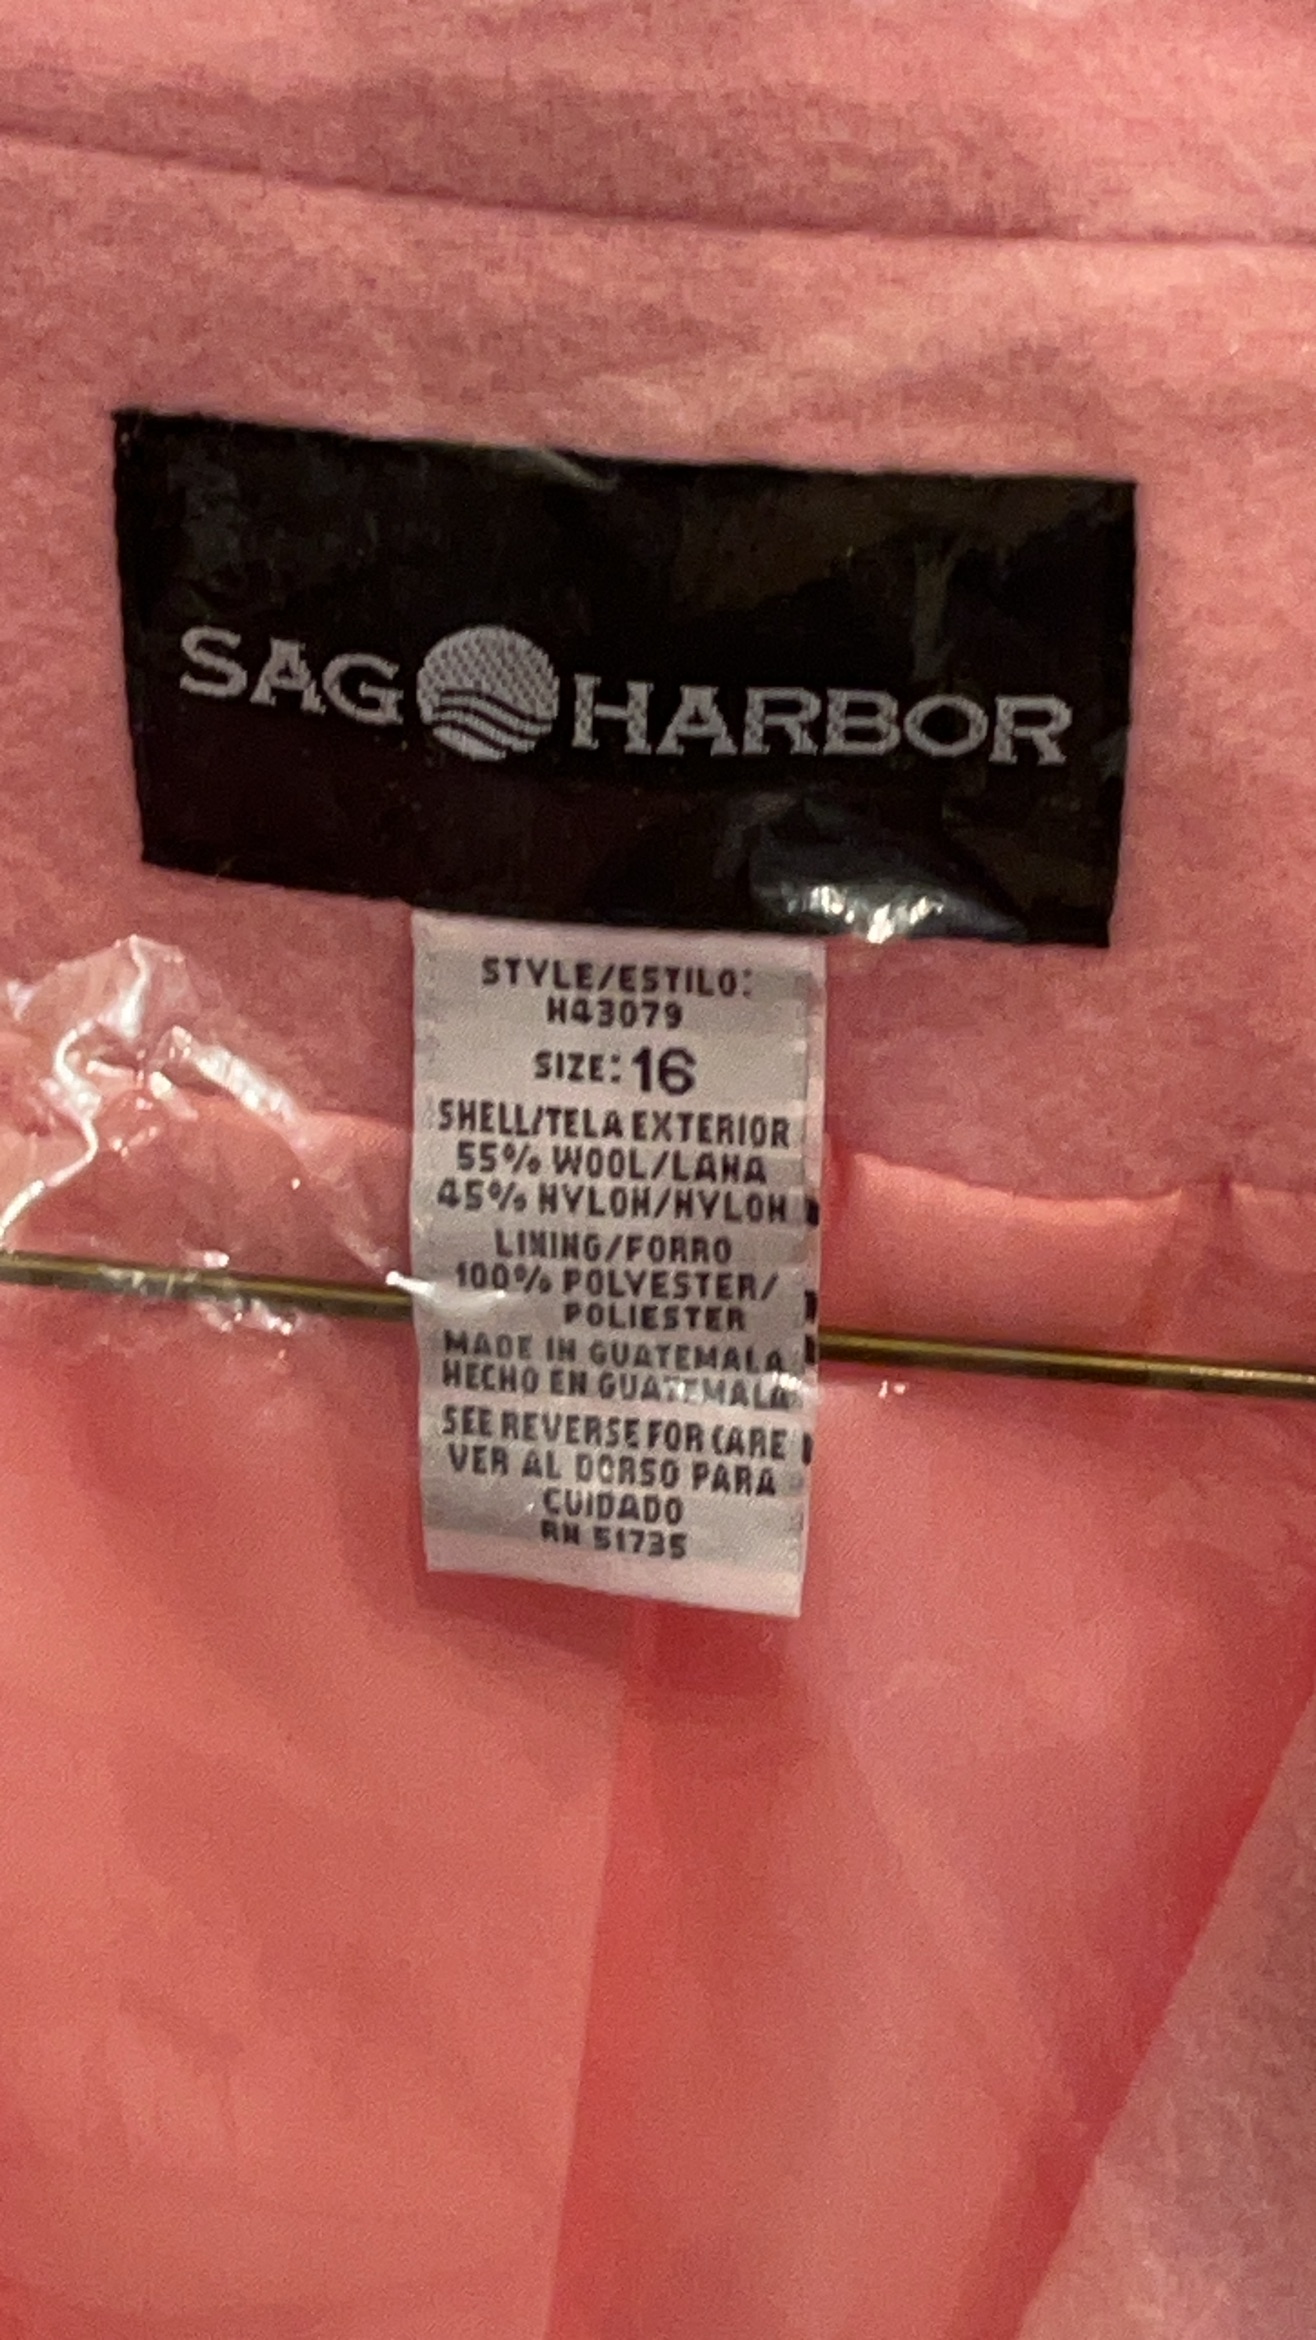 SAG HARBOR
STYLE/ESTILO:
H43079
SIZE: 16
SHELL/TELA EXTERIOR
55% WOOL/LANA
45% NYLON/NYLON
LINING/FORRO
100% POLYESTER/
POLIESTER
MADE IN GUATEMALA
HECHO EN GUATEMALA
SEE REVERSE FOR CARE
VER AL DORSO PARA
CUIDADO
RN 51735